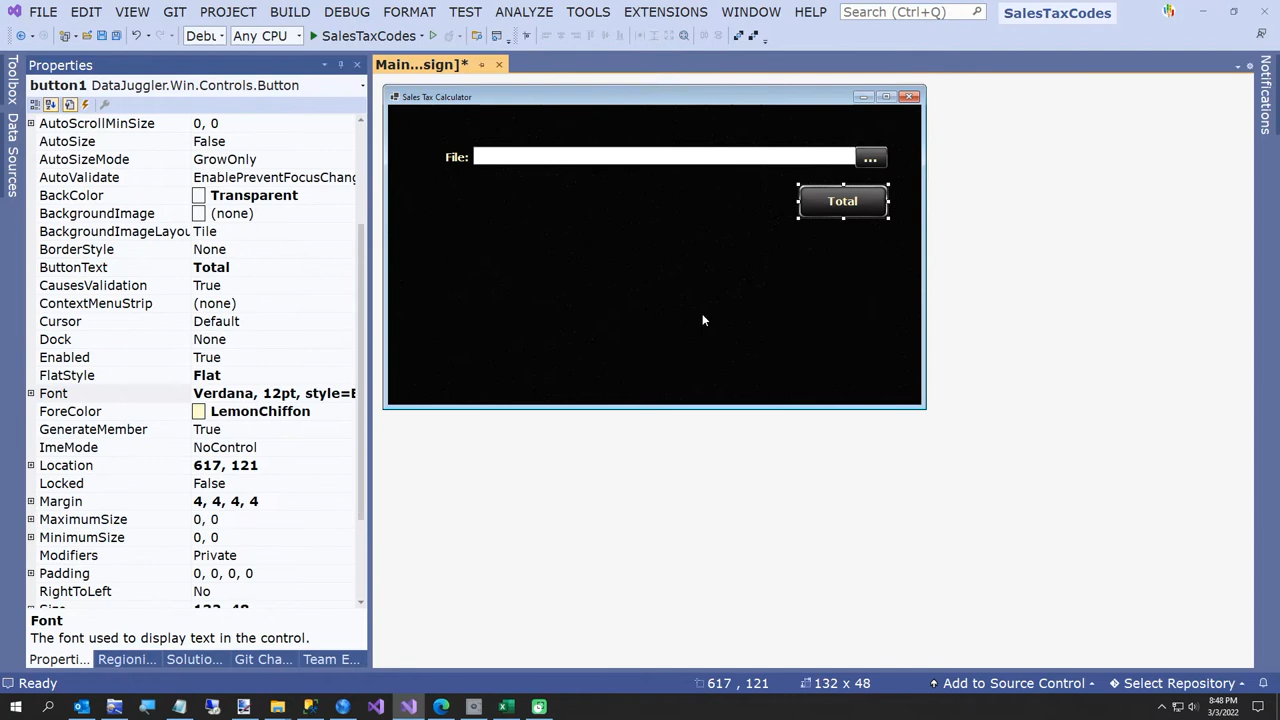 FILE EDIT VIEW GIT PROJECT BUILD DEBUG FORMAT TEST ANALYZE TOOLS EXTENSIONS WINDOW HELP Search (Ctrl+Q) SalesTaxCodes
Debu Any CPU SalesTaxCodes
Toolbox
Data Sources
Properties
button1 DataJuggler.Win.Controls.Button
AutoScrollMinSize 0, 0
AutoSize False
AutoSizeMode GrowOnly
AutoValidate EnablePreventFocusChang
BackColor Transparent
BackgroundImage (none)
BackgroundImageLayou Tile
BorderStyle None
ButtonText Total
CausesValidation True
ContextMenuStrip (none)
Cursor Default
Dock None
Enabled True
FlatStyle Flat
Font Verdana, 12pt, style=B
ForeColor LemonChiffon
GenerateMember True
ImeMode NoControl
Location 617, 121
Locked False
Margin 4, 4, 4, 4
MaximumSize 0, 0
MinimumSize 0, 0
Modifiers Private
Padding 0, 0, 0, 0
RightToLeft No
Size 132, 48
Font
The font used to display text in the control.
Properti... Regioni... Solutio... Git Cha... Team E...
Main...sign]*
Sales Tax Calculator
File: ...
Total
Notifications
Ready 617 , 121 132 x 48 Add to Source Control Select Repository
8:48 PM
3/3/2022